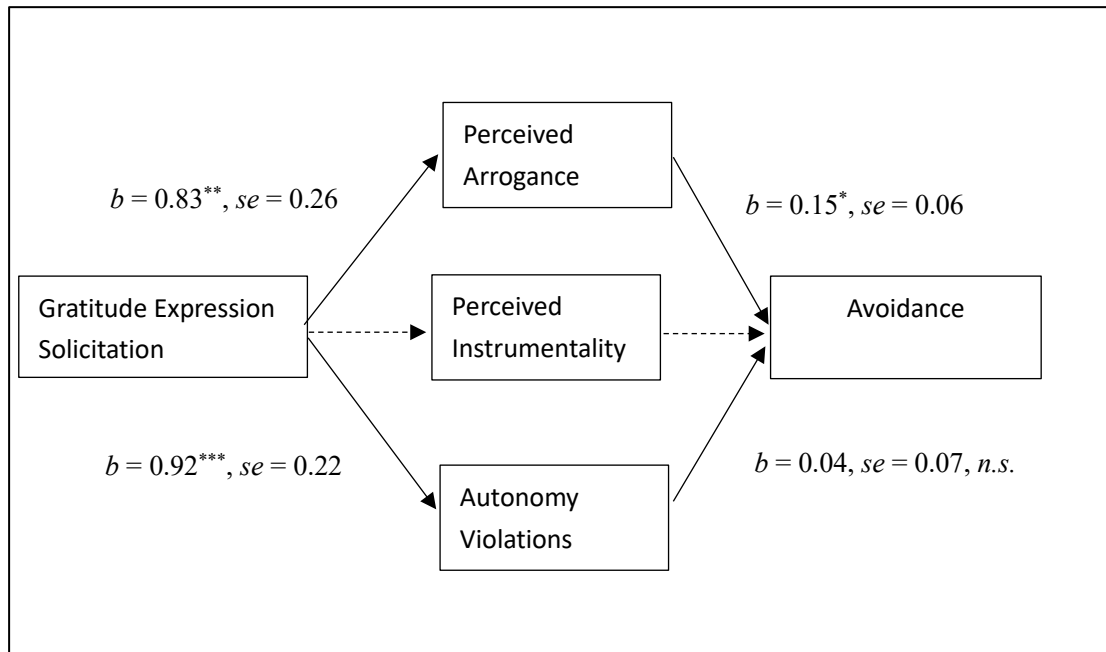 Perceived
Arrogance
b = 0.83**, se = 0.26
b = 0.15*, se = 0.06
Gratitude Expression
Solicitation
Perceived
Instrumentality
Avoidance
b = 0.92***, se = 0.22
b = 0.04, se = 0.07, n.s.
Autonomy
Violations